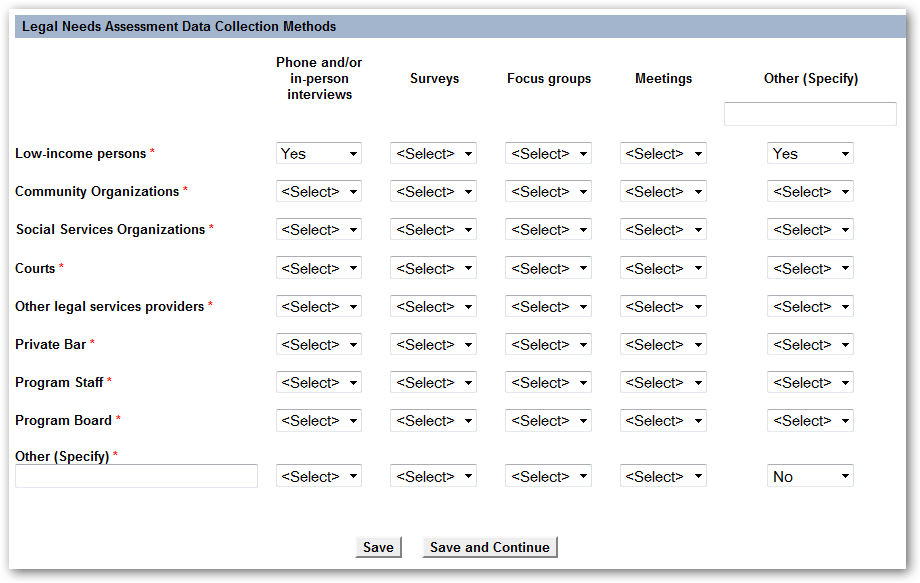 Legal Needs Assessment Data Collection Methods
Phone and/or
in-person
interviews
Surveys
Focus groups
Meetings
Other (Specify)
Low-income persons * Yes <Select> <Select> <Select> Yes
Community Organizations * <Select> <Select> <Select> <Select> <Select>
Social Services Organizations * <Select> <Select> <Select> <Select> <Select>
Courts * <Select> <Select> <Select> <Select> <Select>
Other legal services providers * <Select> <Select> <Select> <Select> <Select>
Private Bar * <Select> <Select> <Select> <Select> <Select>
Program Staff * <Select> <Select> <Select> <Select> <Select>
Program Board * <Select> <Select> <Select> <Select> <Select>
Other (Specify) *
<Select> <Select> <Select> <Select> No
Save Save and Continue